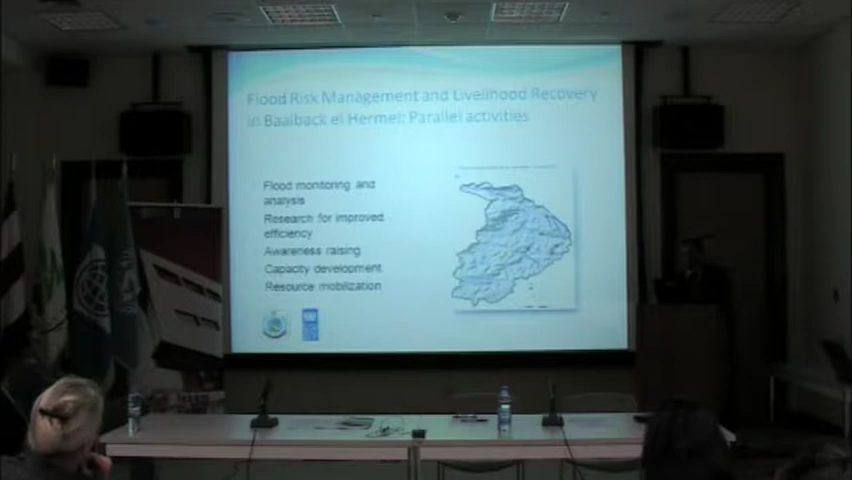 Flood Risk Management and Livelihood Recovery
in Baalback el Hermel: Parallel activities
Flood monitoring and
analysis
Research for improved
efficiency
Awareness raising
Capacity development
Resource mobilization